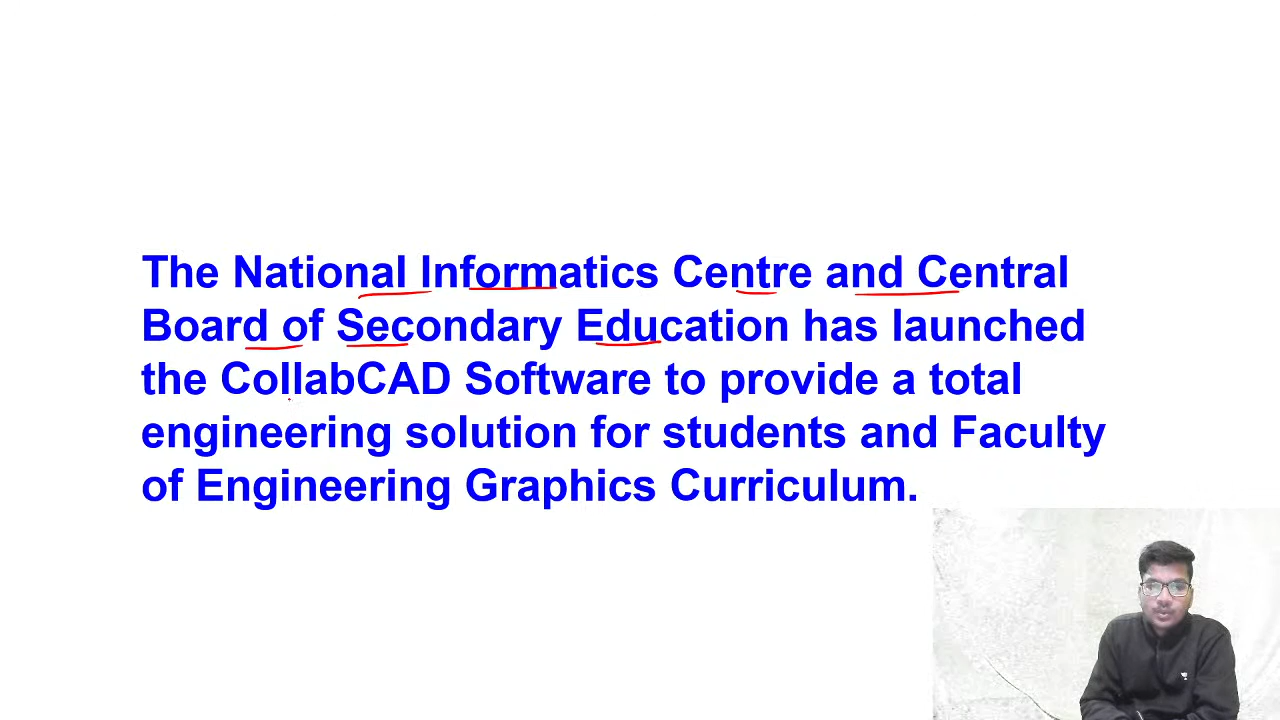 The National Informatics Centre and Central
Board of Secondary Education has launched
the CollabCAD Software to provide a total
engineering solution for students and Faculty
of Engineering Graphics Curriculum.